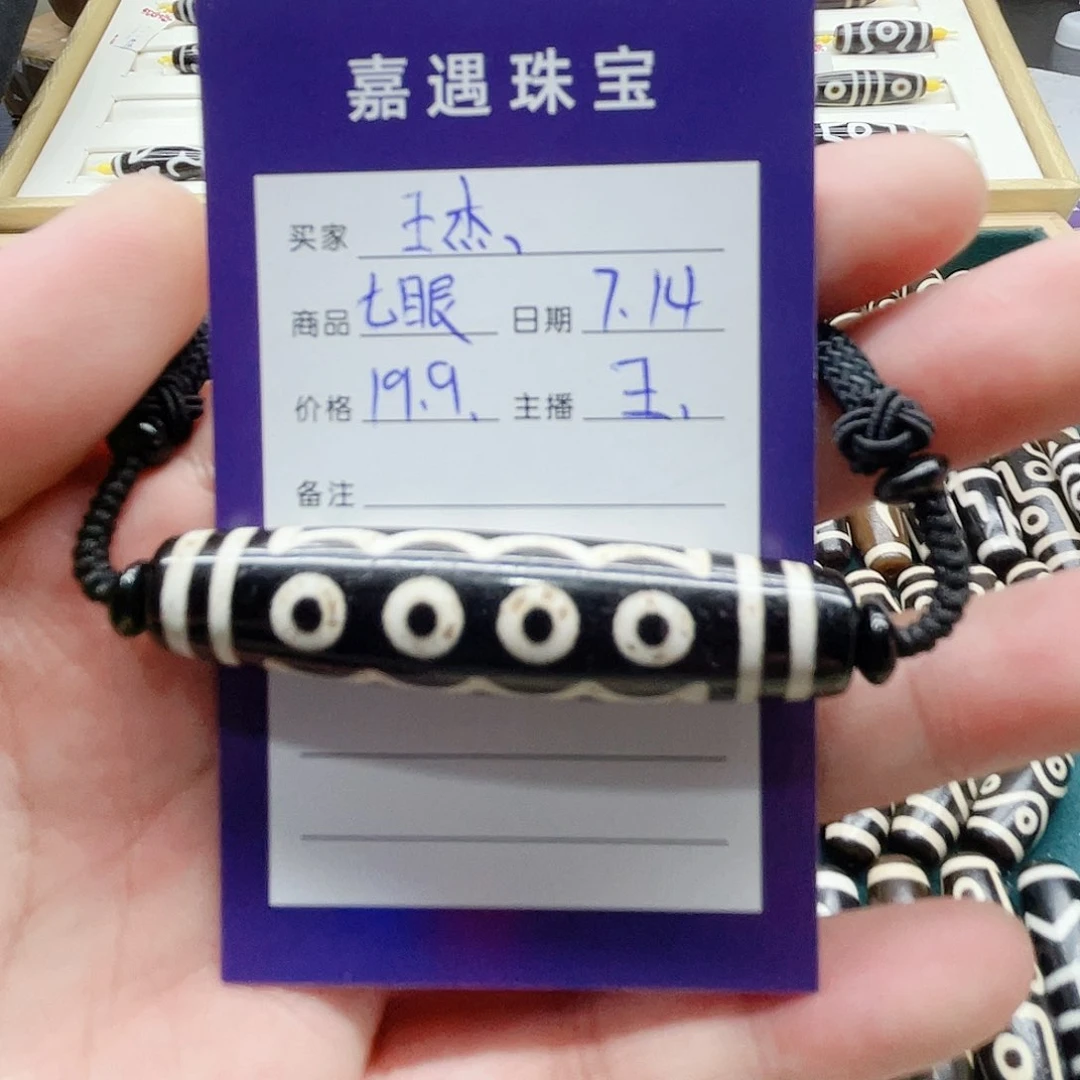 嘉遇珠宝
买家 王杰、
商品 七眼 日期 7.14
价格 19.9. 主播 王.
备注